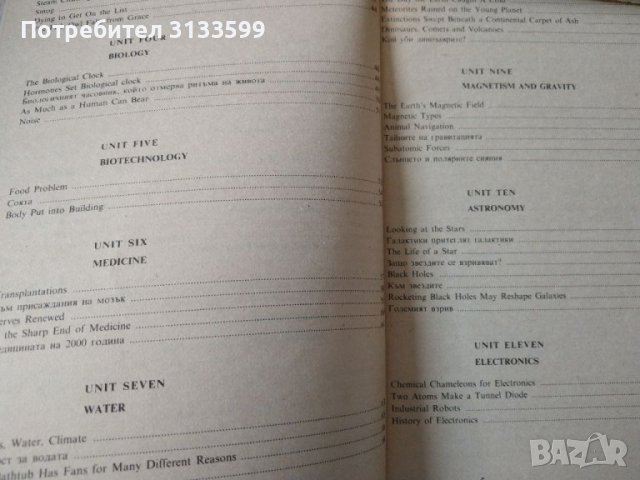 Потребител 3133599
Smog
Dying to Get On the List
Fall from Grace
UNIT FOUR
BIOLOGY
The Biological Clock
Hormones Set Biological clock
Биологичният часовник, който отмерва ритъма на живота
As Much as a Human Can Bear
Noise
UNIT FIVE
BIOTECHNOLOGY
Food Problem
Соята
Body Put into Building
UNIT SIX
MEDICINE
Transplantations
към присаждания на мозък
Renewed
the Sharp End of Medicine
медицината на 2000 година
UNIT SEVEN
WATER
Water, Climate
за водата
Bathtub Has Fans for Many Different Reasons
Meteorites Rained on the Young Planet
Extinctions Swept Beneath a Continental Carpet of Ash
Dinosaurs, Comets and Volcanoes
Кой уби динозаврите?
UNIT NINE
MAGNETISM AND GRAVITY
The Earth's Magnetic Field
Magnetic Types
Animal Navigation
Тайните на гравитацията
Subatomic Forces
Слънцето и полярните сияния
UNIT TEN
ASTRONOMY
Looking at the Stars
Галактики притеглят галактики
The Life of a Star
Защо звездите се взривяват?
Black Holes
Към звездите
Rocketing Black Holes May Reshape Galaxies
Големият взрив
UNIT ELEVEN
ELECTRONICS
Chemical Chameleons for Electronics
Two Atoms Make a Tunnel Diode
Industrial Robots
History of Electronics
BAZAR